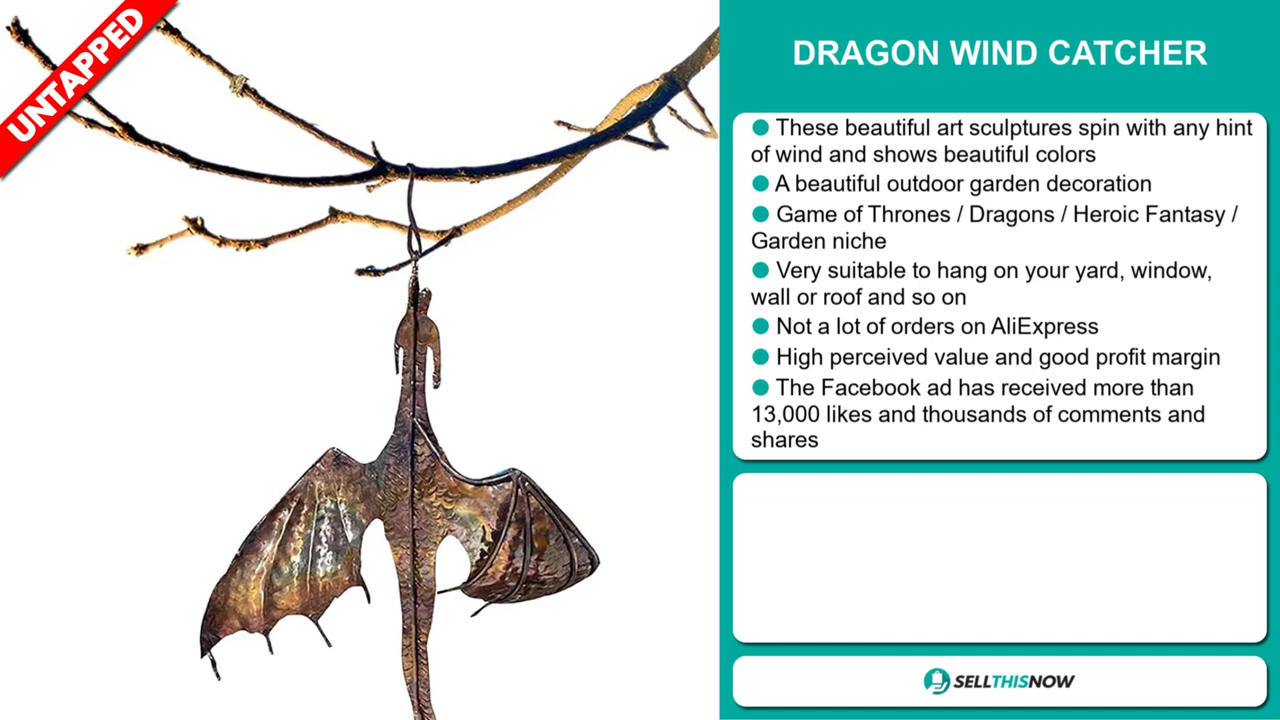 UNTAPPED
DRAGON WIND CATCHER
● These beautiful art sculptures spin with any hint
of wind and shows beautiful colors
● A beautiful outdoor garden decoration
● Game of Thrones / Dragons / Heroic Fantasy /
Garden niche
● Very suitable to hang on your yard, window,
wall or roof and so on
● Not a lot of orders on AliExpress
● High perceived value and good profit margin
● The Facebook ad has received more than
13,000 likes and thousands of comments and
shares
SELLTHISNOW